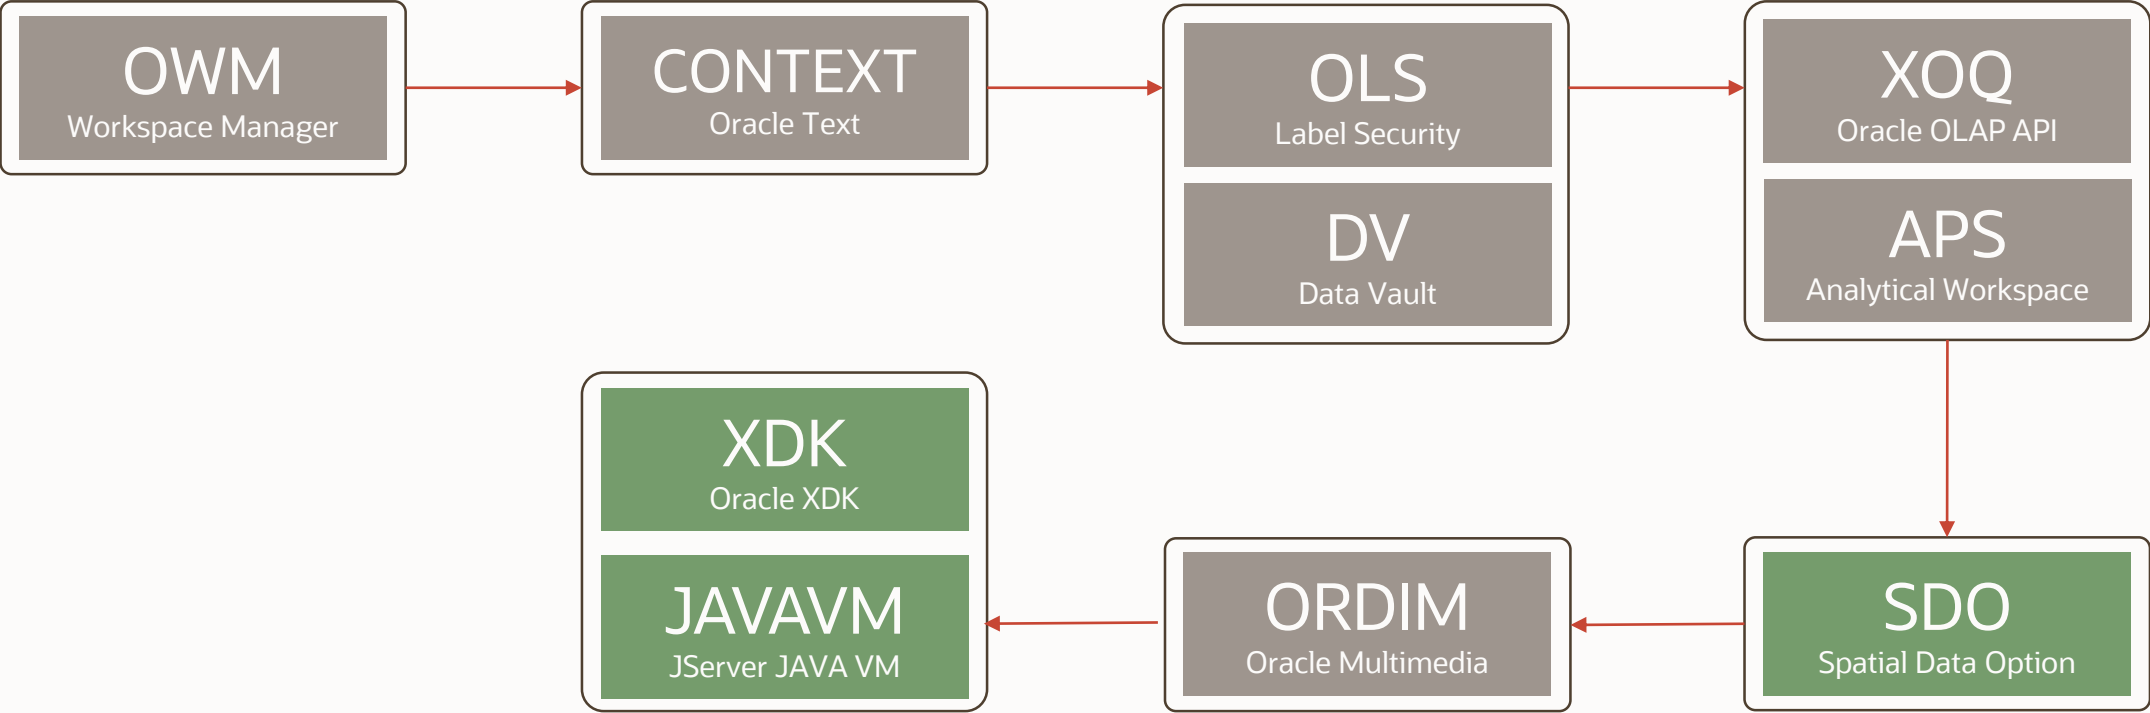 OWM
Workspace Manager
CONTEXT
Oracle Text
OLS
Label Security
DV
Data Vault
XOQ
Oracle OLAP API
APS
Analytical Workspace
SDO
Spatial Data Option
ORDIM
Oracle Multimedia
XDK
Oracle XDK
JAVAVM
JServer JAVA VM